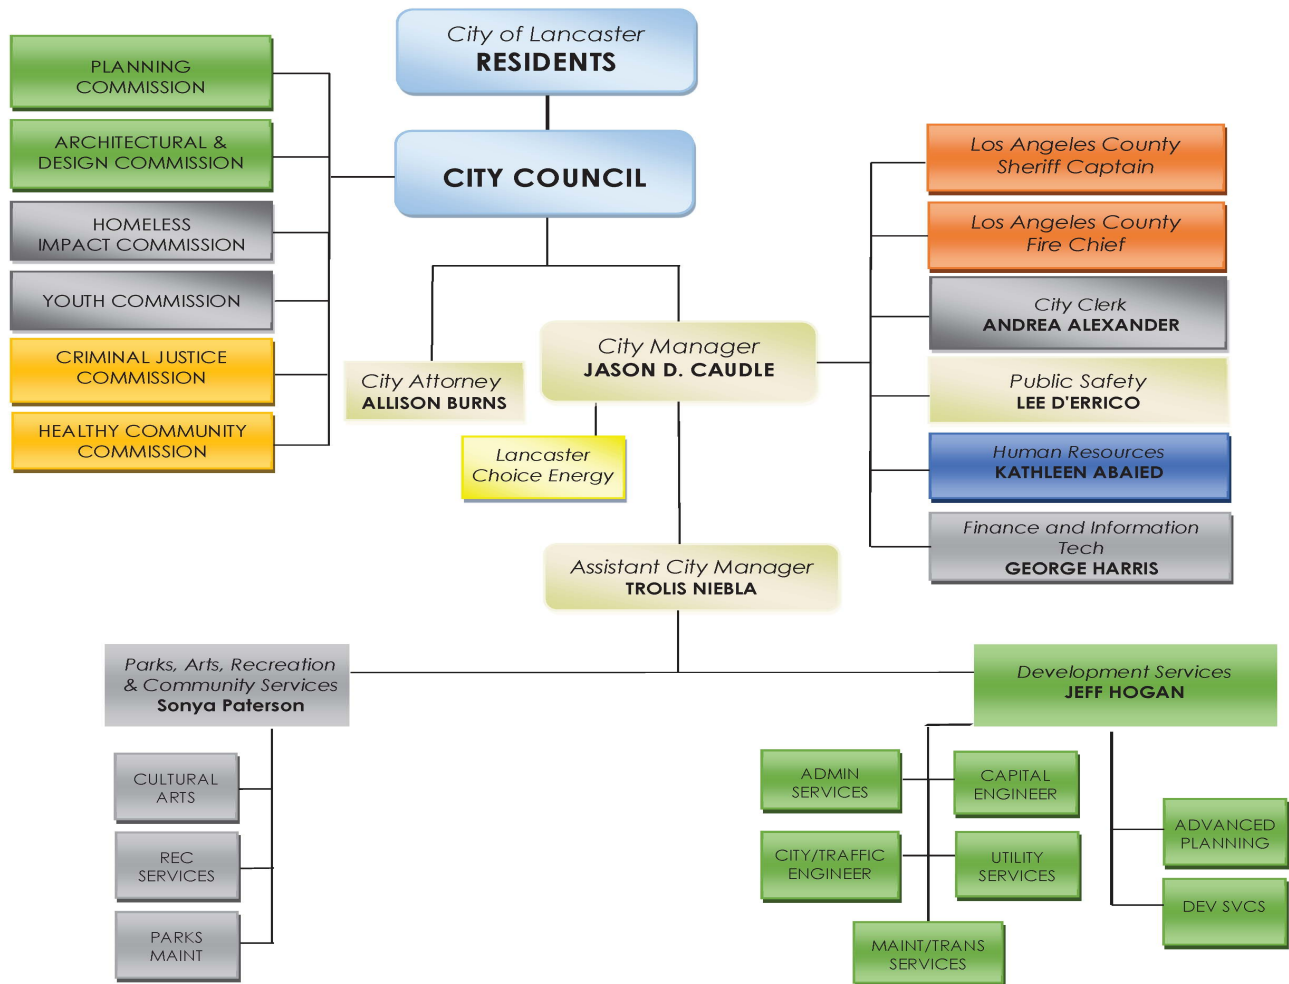 City of Lancaster
RESIDENTS
CITY COUNCIL
PLANNING
COMMISSION
ARCHITECTURAL &
DESIGN COMMISSION
HOMELESS
IMPACT COMMISSION
YOUTH COMMISSION
CRIMINAL JUSTICE
COMMISSION
HEALTHY COMMUNITY
COMMISSION
City Attorney
ALLISON BURNS
City Manager
JASON D. CAUDLE
Lancaster
Choice Energy
Los Angeles County
Sheriff Captain
Los Angeles County
Fire Chief
City Clerk
ANDREA ALEXANDER
Public Safety
LEE D'ERRICO
Human Resources
KATHLEEN ABAIED
Finance and Information
Tech
GEORGE HARRIS
Assistant City Manager
TROLIS NIEBLA
Parks, Arts, Recreation
& Community Services
Sonya Paterson
CULTURAL
ARTS
REC
SERVICES
PARKS
MAINT
Development Services
JEFF HOGAN
ADMIN
SERVICES
CAPITAL
ENGINEER
CITY/TRAFFIC
ENGINEER
UTILITY
SERVICES
MAINT/TRANS
SERVICES
ADVANCED
PLANNING
DEV SVCS